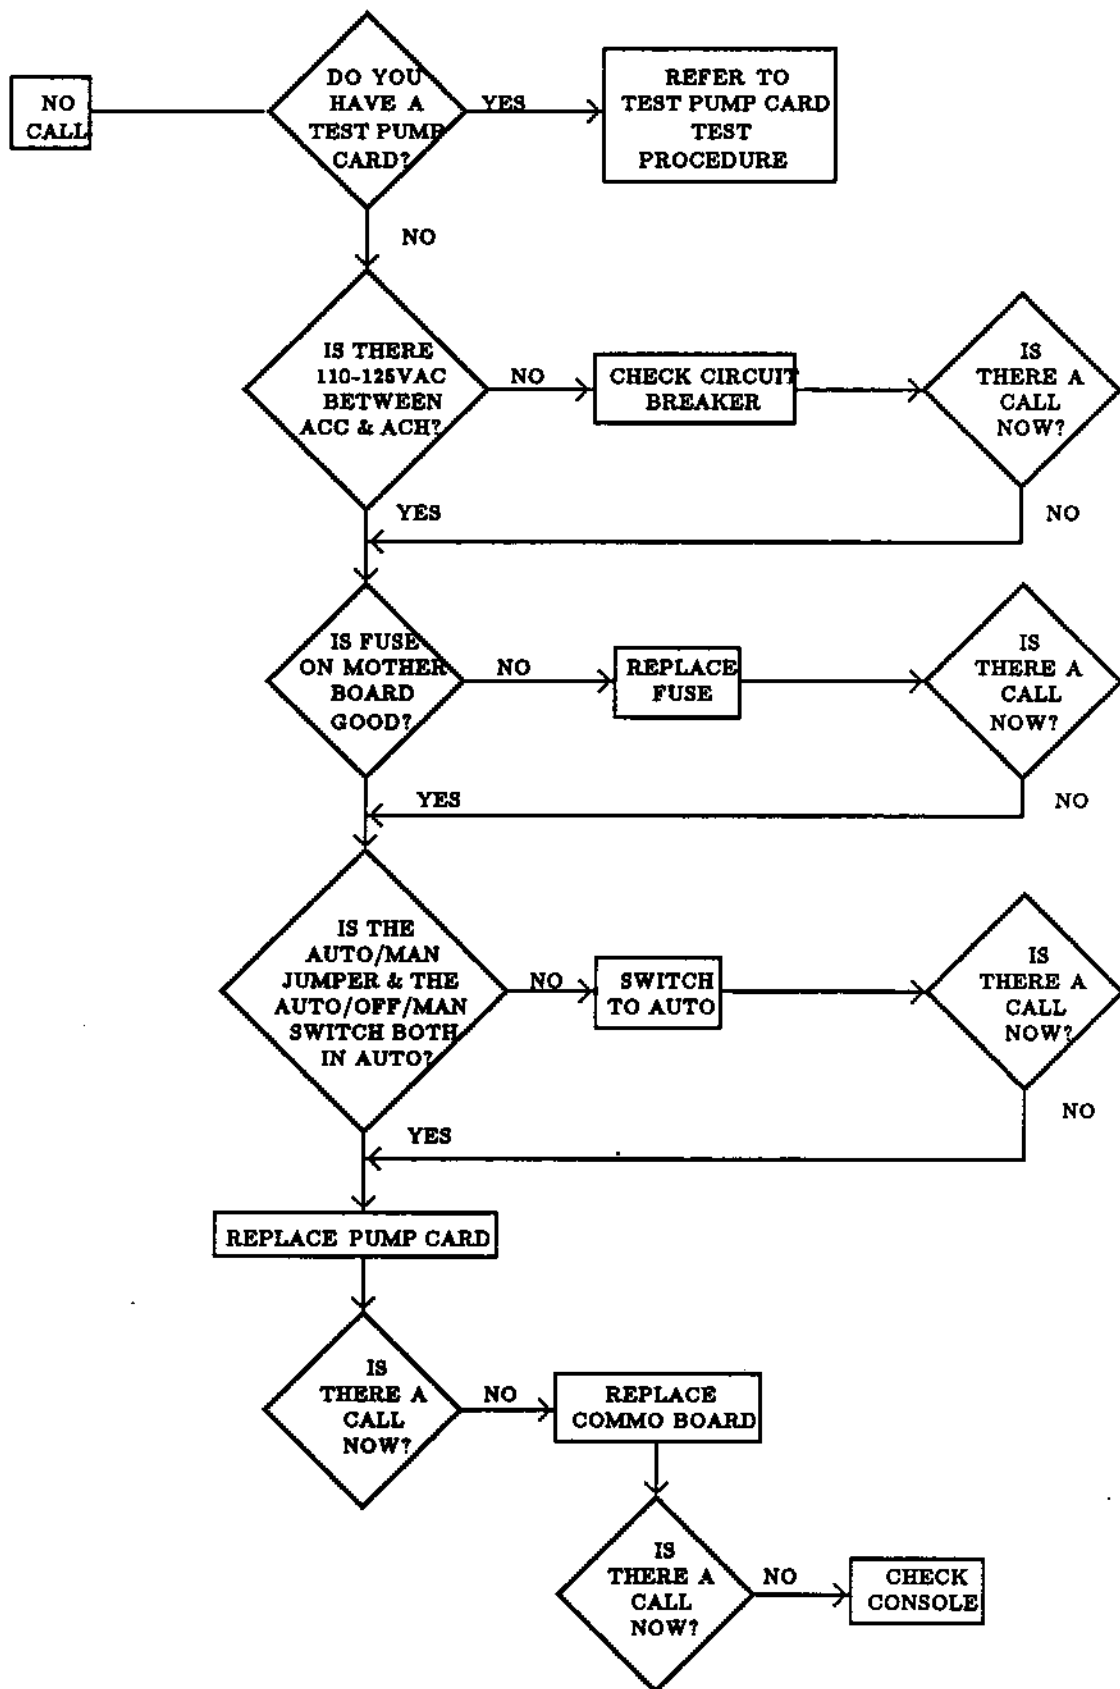 NO
CALL
DO YOU
HAVE A
TEST PUMP
CARD?
YES
REFER TO
TEST PUMP CARD
TEST
PROCEDURE
NO
IS THERE
110-125VAC
BETWEEN
ACC & ACH?
NO
CHECK CIRCUIT
BREAKER
IS
THERE A
CALL
NOW?
YES
NO
IS FUSE
ON MOTHER
BOARD
GOOD?
NO
REPLACE
FUSE
IS
THERE A
CALL
NOW?
YES
NO
IS THE
AUTO/MAN
JUMPER & THE
AUTO/OFF/MAN
SWITCH BOTH
IN AUTO?
NO
SWITCH
TO AUTO
IS
THERE A
CALL
NOW?
YES
NO
REPLACE PUMP CARD
IS
THERE A
CALL
NOW?
NO
REPLACE
COMMO BOARD
IS
THERE A
CALL
NOW?
NO
CHECK
CONSOLE